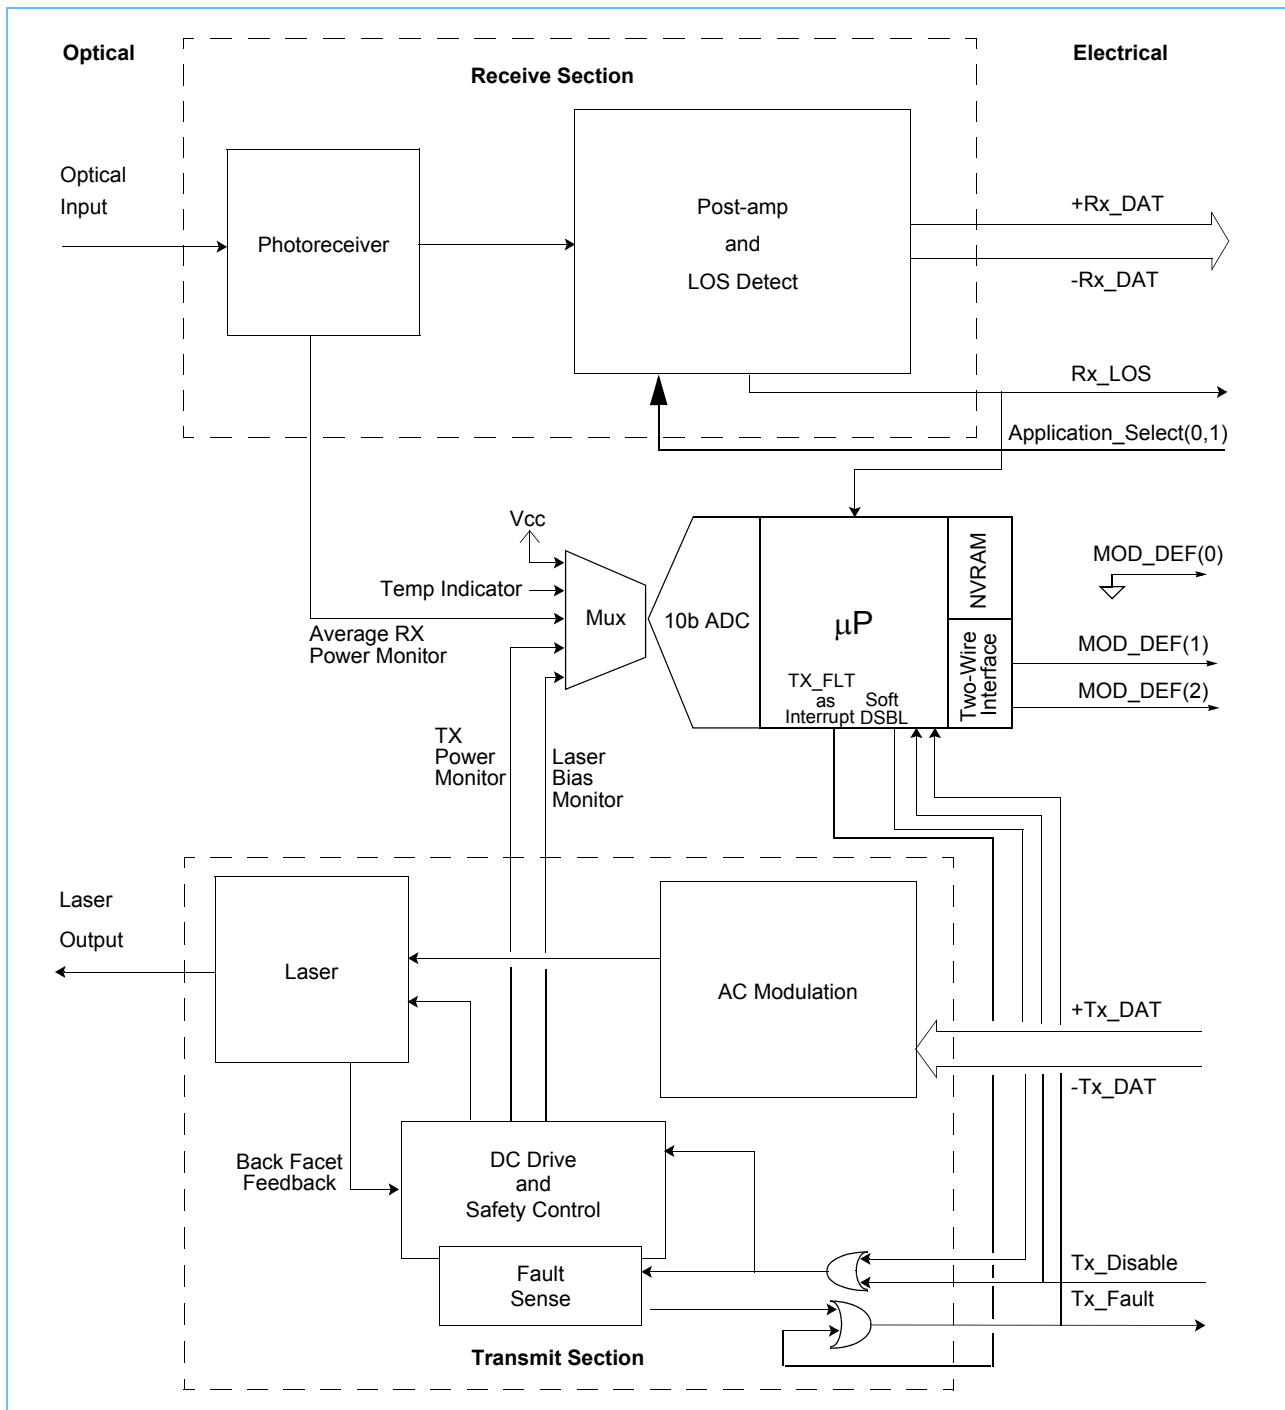 Optical
Electrical
Receive Section
Optical
Input
Photoreceiver
Post-amp
and
LOS Detect
+Rx_DAT
-Rx_DAT
Rx_LOS
Application_Select(0,1)
Vcc
Temp Indicator
Average RX
Power Monitor
Mux
10b ADC
μP
TX_FLT
as
Interrupt
Soft
DSBL
NVRAM
Two-Wire
Interface
MOD_DEF(0)
MOD_DEF(1)
MOD_DEF(2)
TX
Power
Monitor
Laser
Bias
Monitor
Laser
Output
Laser
AC Modulation
+Tx_DAT
-Tx_DAT
Back Facet
Feedback
DC Drive
and
Safety Control
Fault
Sense
Tx_Disable
Tx_Fault
Transmit Section